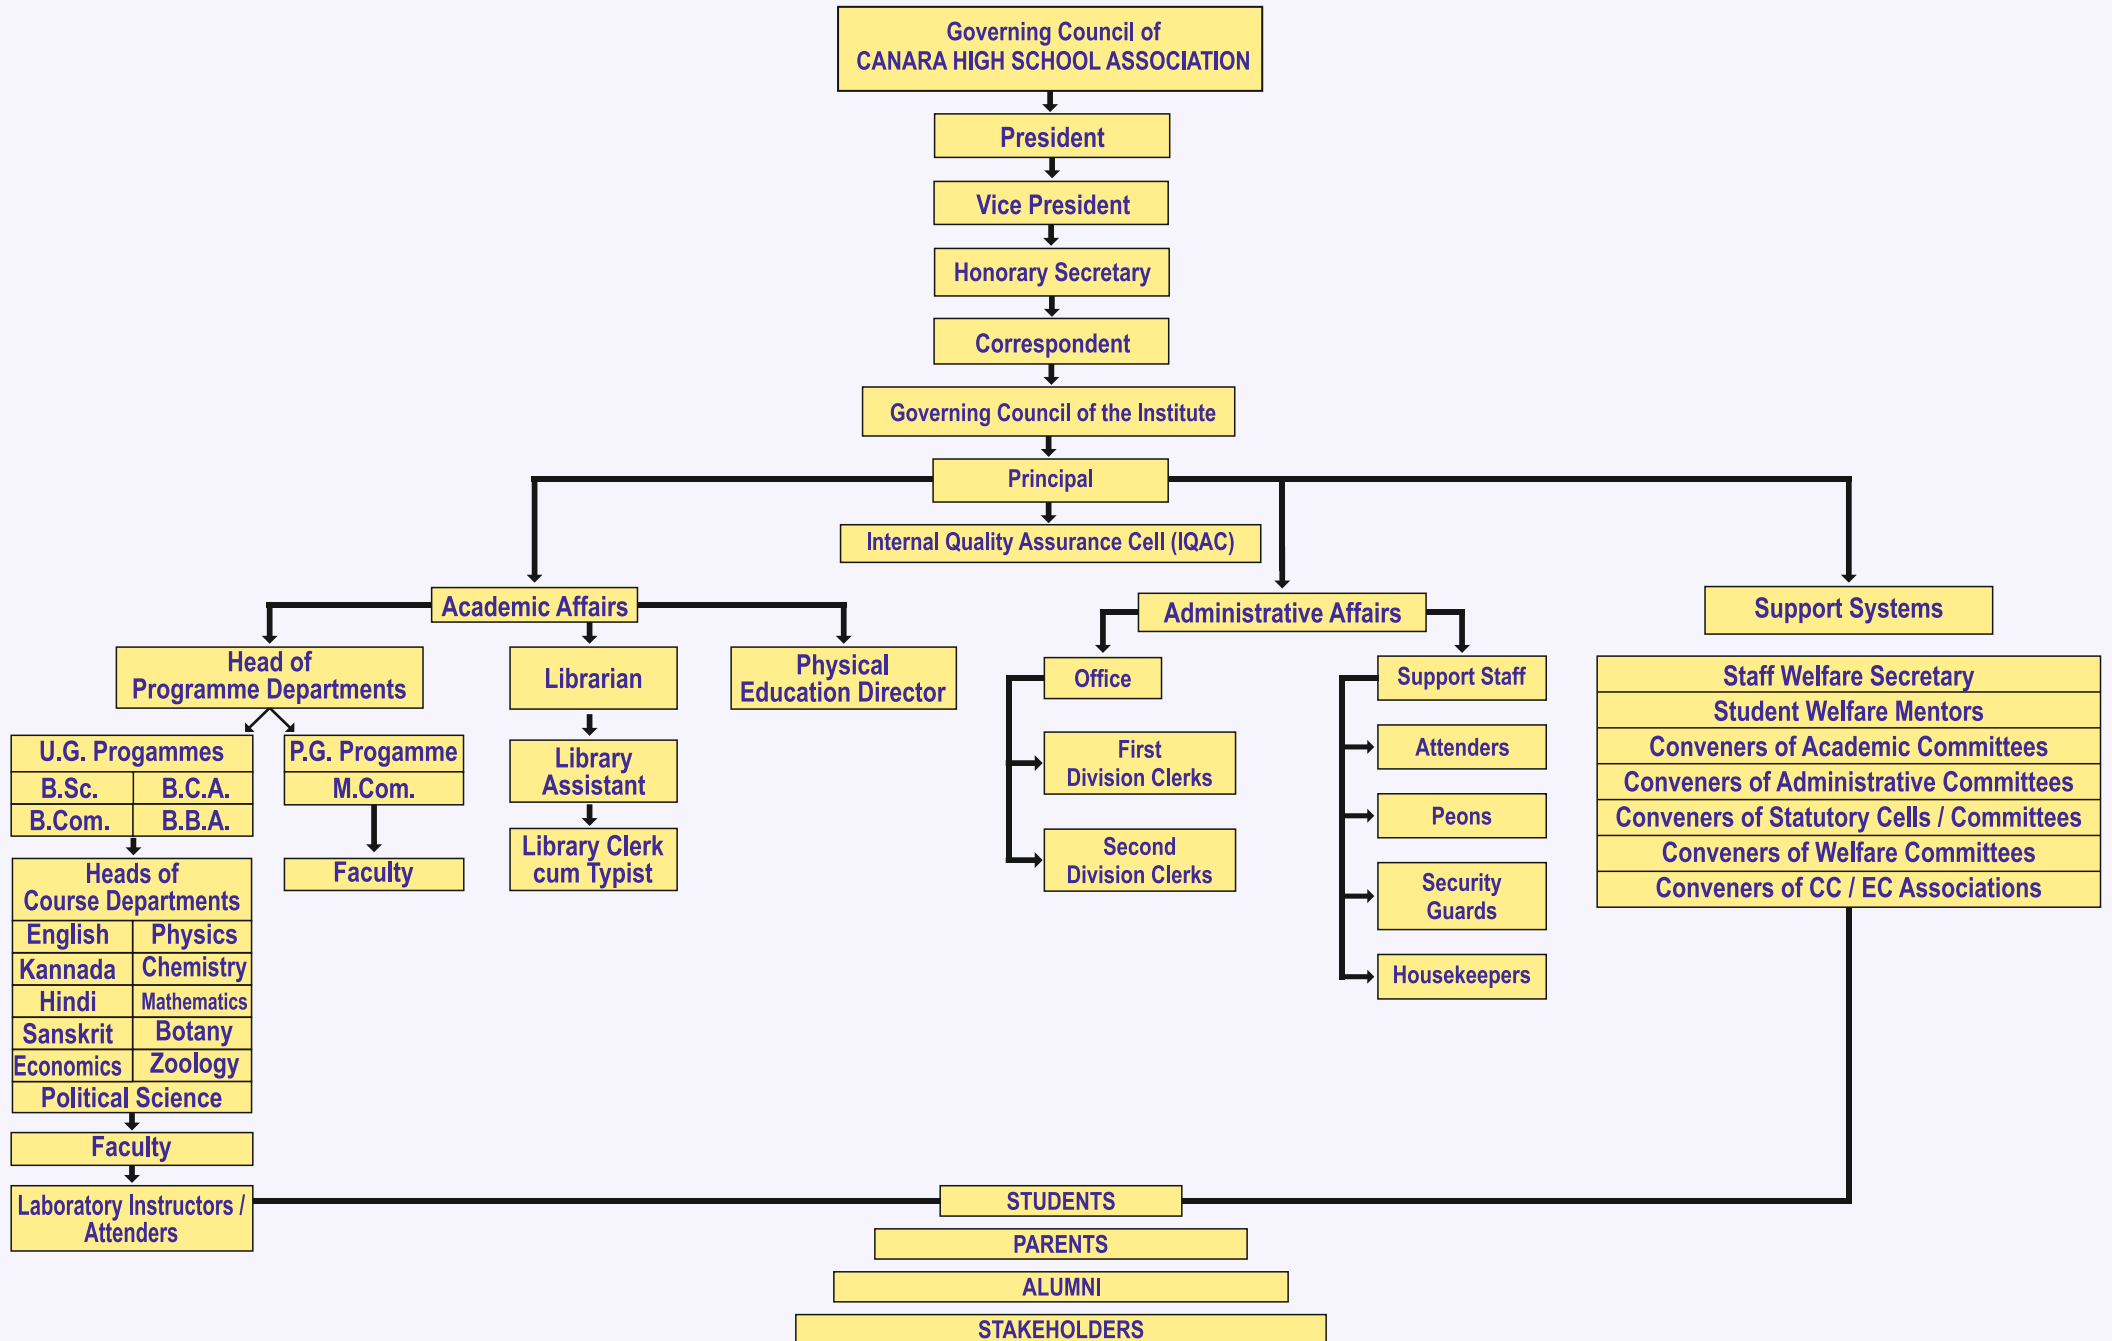 Governing Council of
CANARA HIGH SCHOOL ASSOCIATION
President
Vice President
Honorary Secretary
Correspondent
Governing Council of the Institute
Principal
Internal Quality Assurance Cell (IQAC)
Academic Affairs
Administrative Affairs
Support Systems
Head of
Programme Departments
Librarian
Physical
Education Director
Office
Support Staff
U.G. Progammes
B.Sc. B.C.A.
B.Com. B.B.A.
P.G. Progamme
M.Com.
Faculty
Library
Assistant
Library Clerk
cum Typist
First
Division Clerks
Second
Division Clerks
Attenders
Peons
Security
Guards
Housekeepers
Staff Welfare Secretary
Student Welfare Mentors
Conveners of Academic Committees
Conveners of Administrative Committees
Conveners of Statutory Cells / Committees
Conveners of Welfare Committees
Conveners of CC / EC Associations
Heads of
Course Departments
English Physics
Kannada Chemistry
Hindi Mathematics
Sanskrit Botany
Economics Zoology
Political Science
Faculty
Laboratory Instructors /
Attenders
STUDENTS
PARENTS
ALUMNI
STAKEHOLDERS